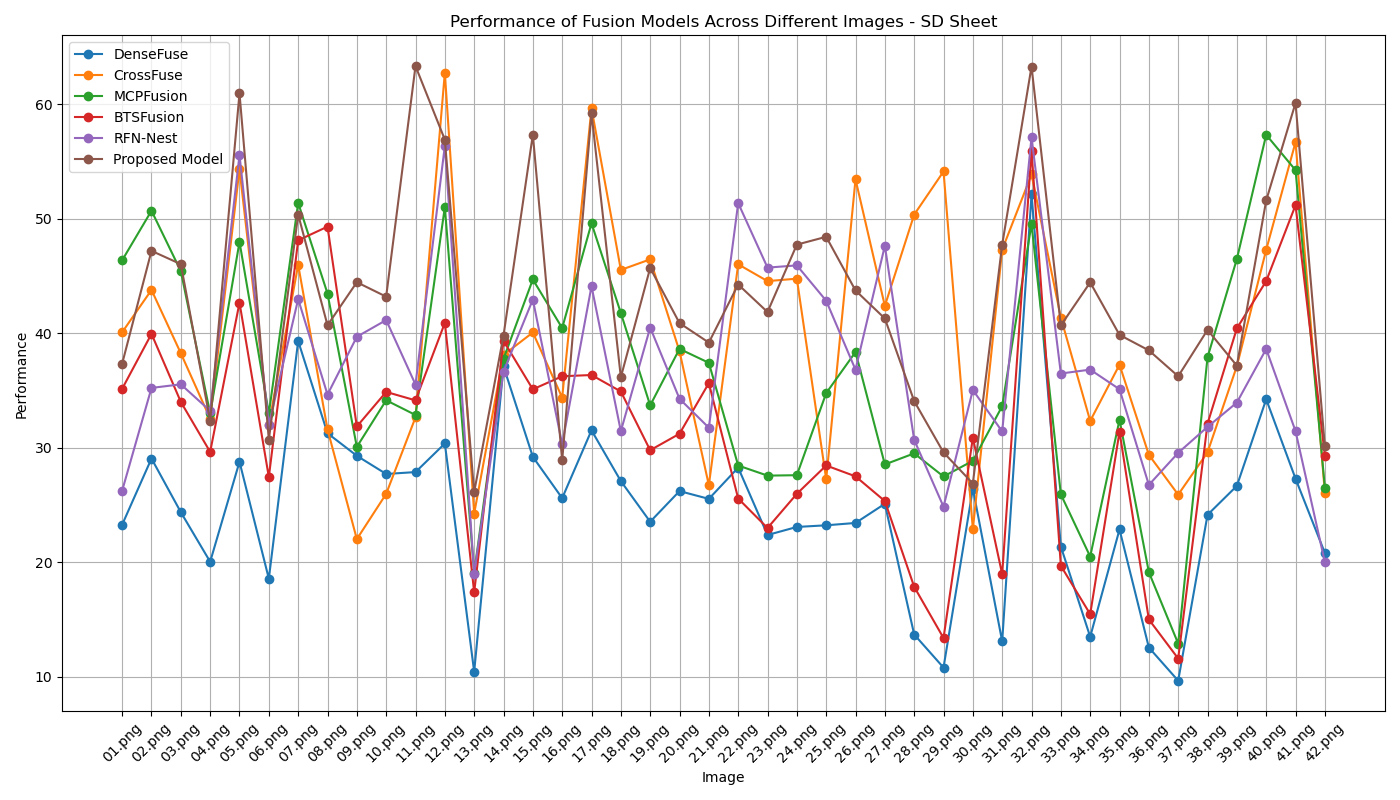 Performance of Fusion Models Across Different Images - SD Sheet
DenseFuse
CrossFuse
MCPFusion
BTSFusion
RFN-Nest
Proposed Model
Performance
60
50
40
30
20
10
01.png
02.png
03.png
04.png
05.png
06.png
07.png
08.png
09.png
10.png
11.png
12.png
13.png
14.png
15.png
16.png
17.png
18.png
19.png
20.png
21.png
22.png
23.png
24.png
25.png
26.png
27.png
28.png
29.png
30.png
31.png
32.png
33.png
34.png
35.png
36.png
37.png
38.png
39.png
40.png
41.png
42.png
Image